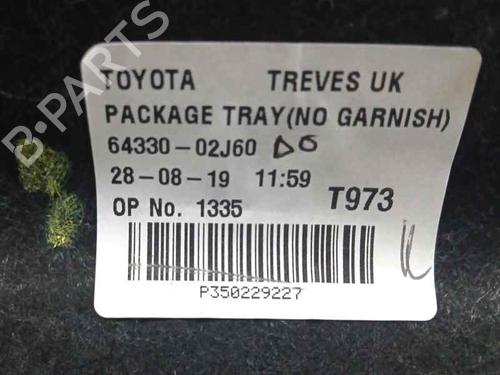 TOYOTA TREVES UK
PACKAGE TRAY(NO GARNISH)
64330-02J60 D6
28-08-19 11:59
OP No. 1335 T973
P350229227
B-PARTS